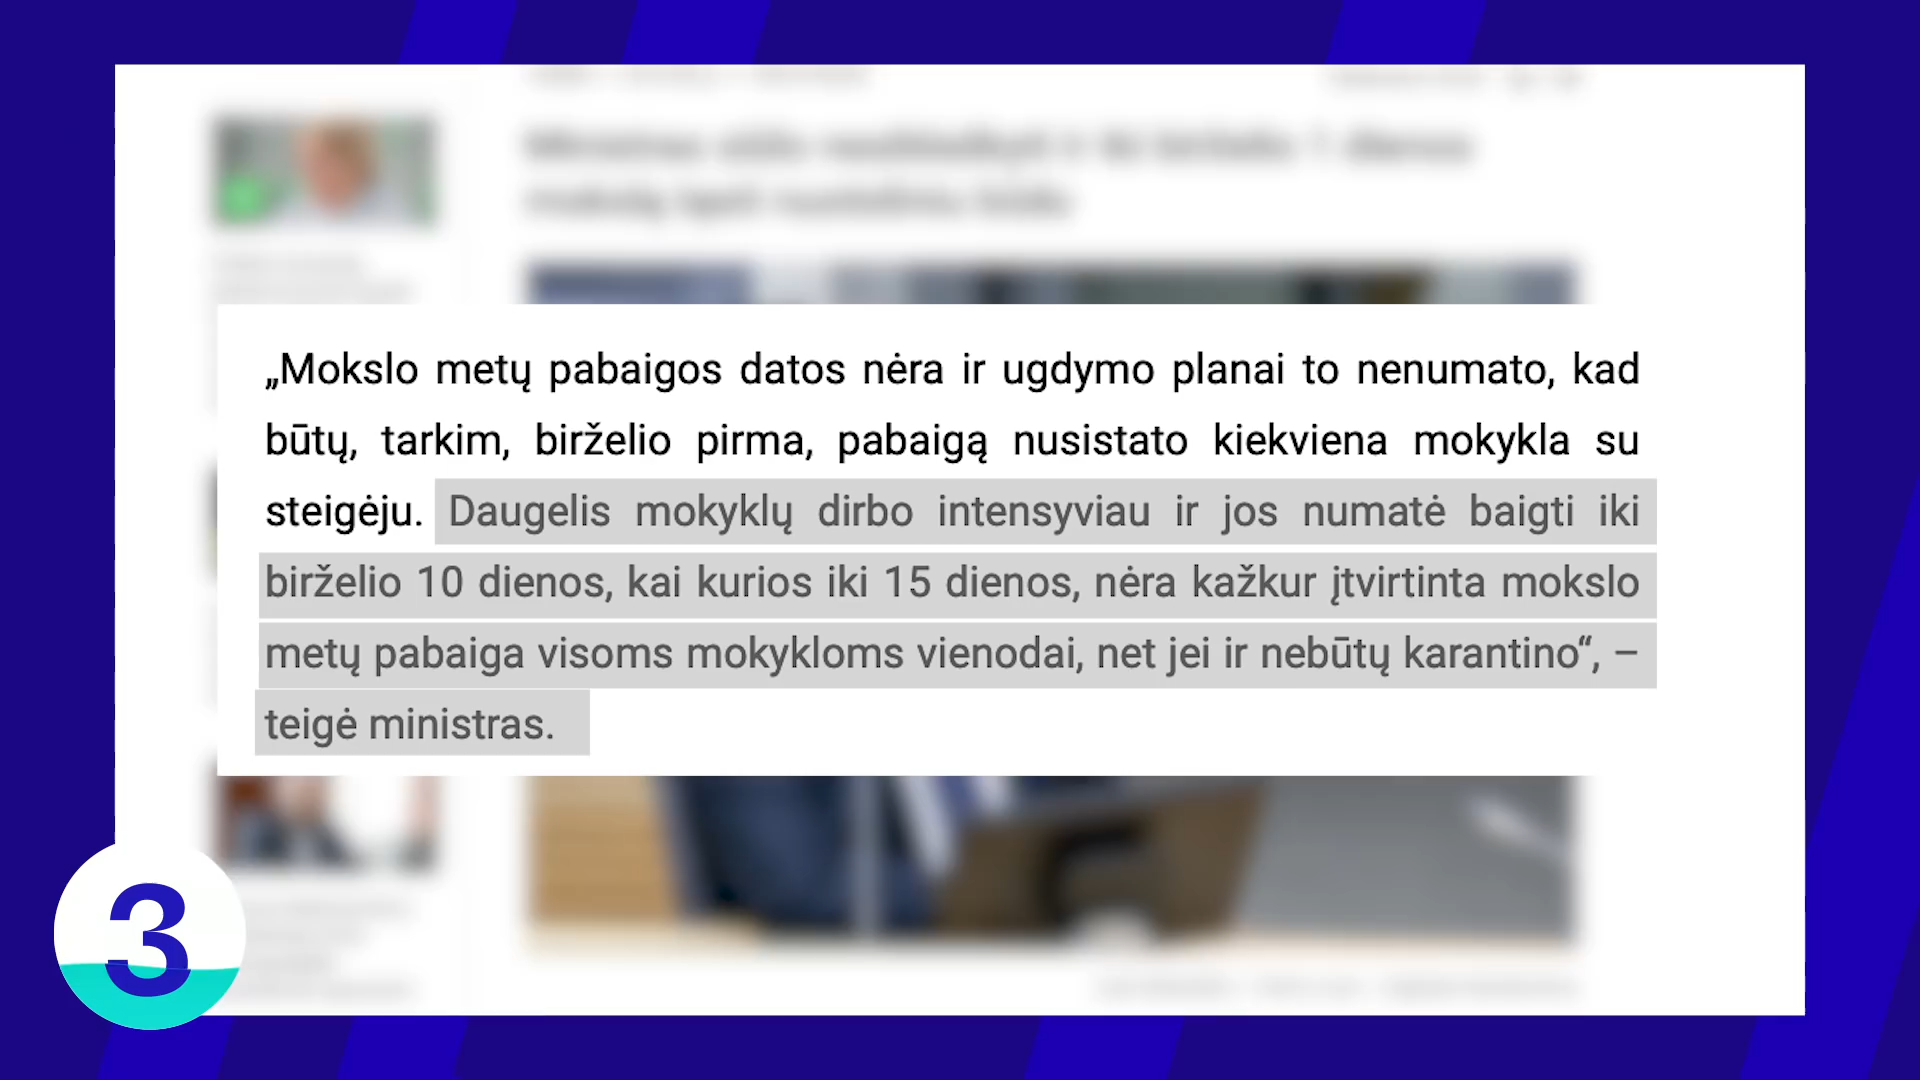 „Mokslo metų pabaigos datos nėra ir ugdymo planai to nenumato, kad
būtų, tarkim, birželio pirma, pabaigą nusistato kiekviena mokykla su
steigėju. Daugelis mokyklų dirbo intensyviau ir jos numatė baigti iki
birželio 10 dienos, kai kurios iki 15 dienos, nėra kažkur įtvirtinta mokslo
metų pabaiga visoms mokykloms vienodai, net jei ir nebūtų karantino“, –
teigė ministras.
3